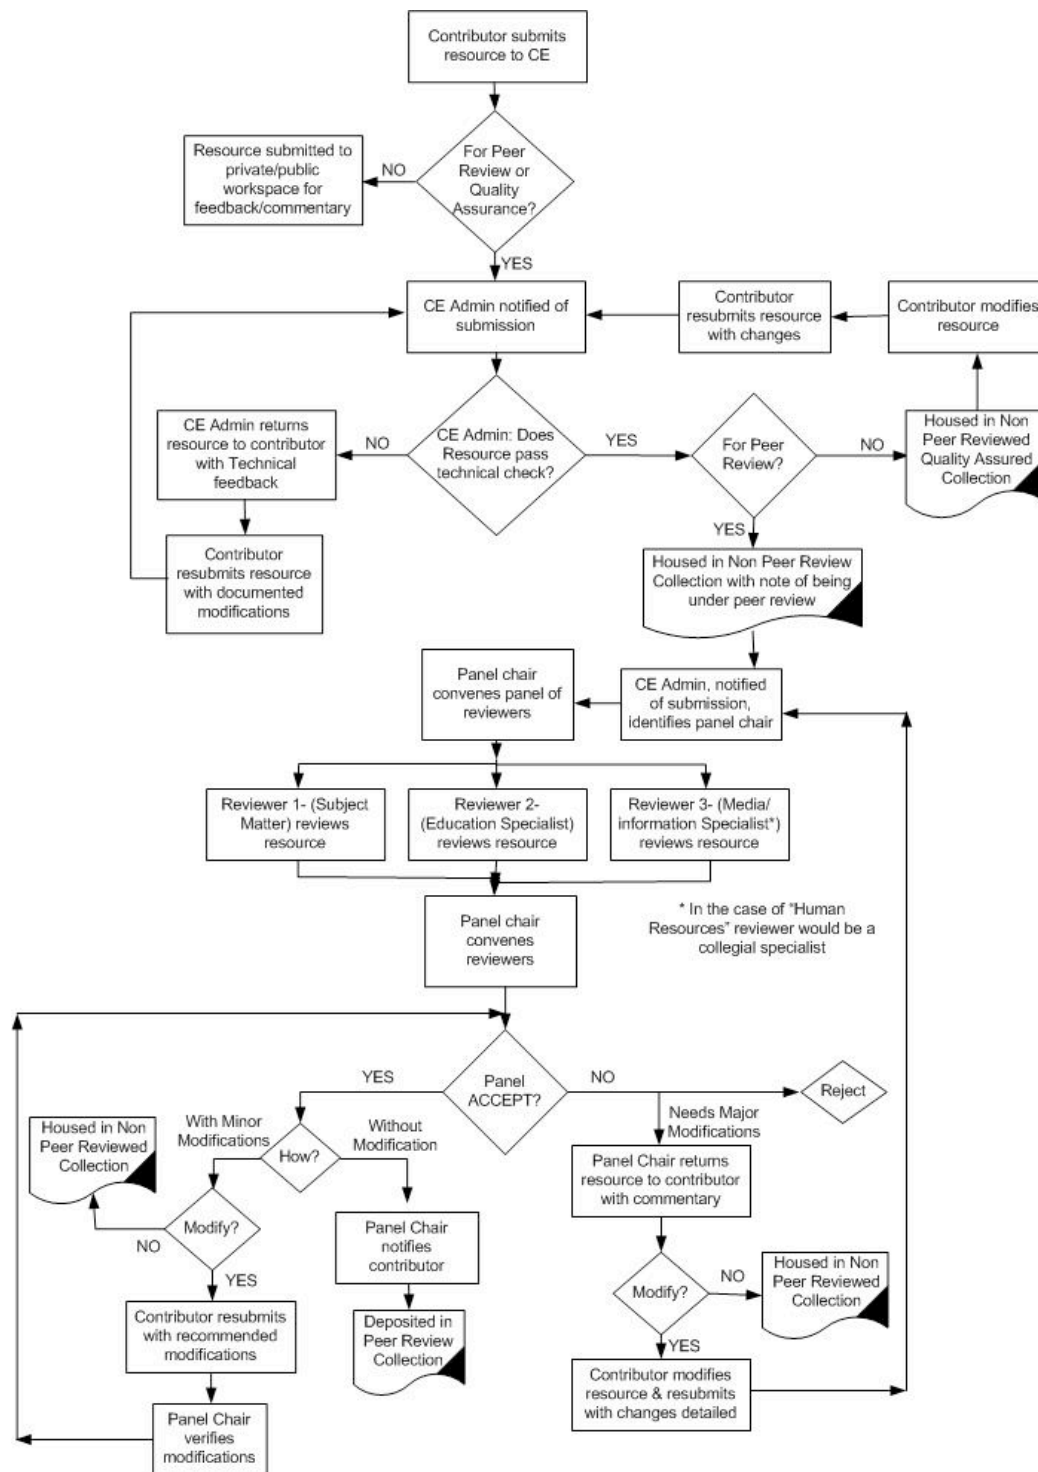 Contributor submits
resource to CE
For Peer
Review or
Quality
Assurance?
NO
Resource submitted to
private/public
workspace for
feedback/commentary
YES
CE Admin notified of
submission
Contributor
resubmits resource
with changes
Contributor modifies
resource
CE Admin: Does
Resource pass
technical check?
NO
CE Admin returns
resource to contributor
with Technical
feedback
Contributor
resubmits resource
with documented
modifications
YES
For Peer
Review?
NO
Housed in Non
Peer Reviewed
Quality Assured
Collection
YES
Housed in Non Peer Review
Collection with note of being
under peer review
CE Admin, notified
of submission,
identifies panel chair
Panel chair
convenes panel of
reviewers
Reviewer 1- (Subject
Matter) reviews
resource
Reviewer 2-
(Education Specialist)
reviews resource
Reviewer 3- (Media/
information Specialist*)
reviews resource
* In the case of “Human
Resources” reviewer would be a
collegial specialist
Panel chair
convenes
reviewers
Panel
ACCEPT?
YES
NO
Reject
With Minor
Modifications
How?
Without
Modification
Needs Major
Modifications
Housed in Non
Peer Reviewed
Collection
Modify?
NO
YES
Contributor resubmits
with recommended
modifications
Panel Chair
verifies
modifications
Panel Chair
notifies
contributor
Deposited in
Peer Review
Collection
Panel Chair returns
resource to contributor
with commentary
Modify?
NO
Housed in Non
Peer Reviewed
Collection
YES
Contributor modifies
resource & resubmits
with changes detailed